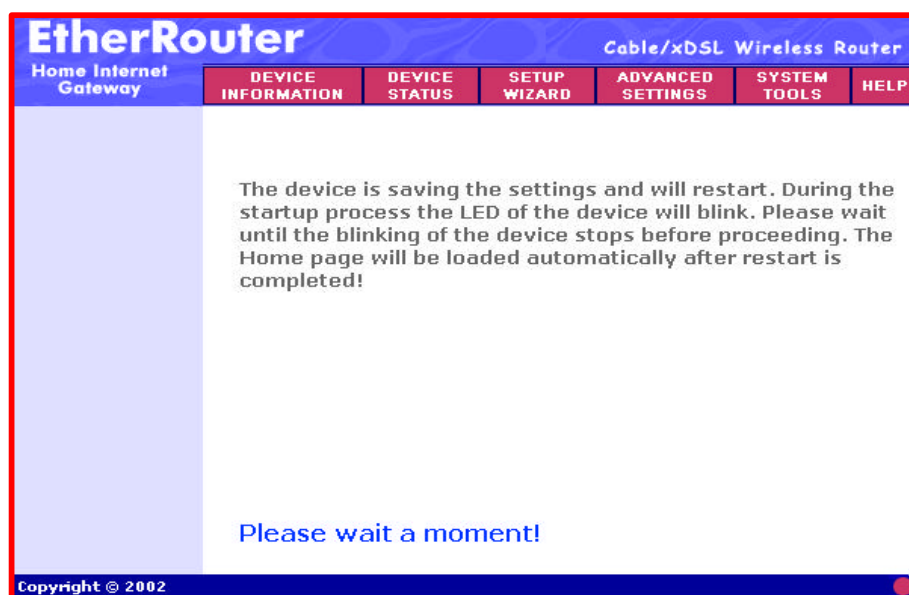 EtherRouter
Cable/xDSL Wireless Router
Home Internet
Gateway
DEVICE
INFORMATION
DEVICE
STATUS
SETUP
WIZARD
ADVANCED
SETTINGS
SYSTEM
TOOLS
HELP
The device is saving the settings and will restart. During the
startup process the LED of the device will blink. Please wait
until the blinking of the device stops before proceeding. The
Home page will be loaded automatically after restart is
completed!
Please wait a moment!
Copyright © 2002